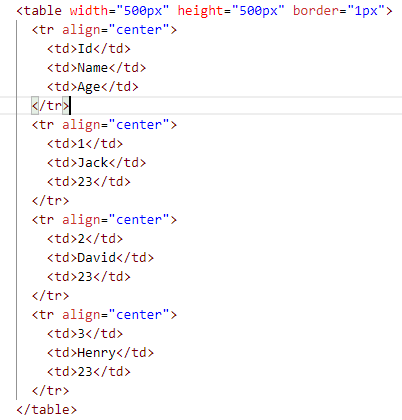 <table width="500px" height="500px" border="1px">
<tr align="center">
<td>Id</td>
<td>Name</td>
<td>Age</td>
</tr>
<tr align="center">
<td>1</td>
<td>Jack</td>
<td>23</td>
</tr>
<tr align="center">
<td>2</td>
<td>David</td>
<td>23</td>
</tr>
<tr align="center">
<td>3</td>
<td>Henry</td>
<td>23</td>
</tr>
</table>